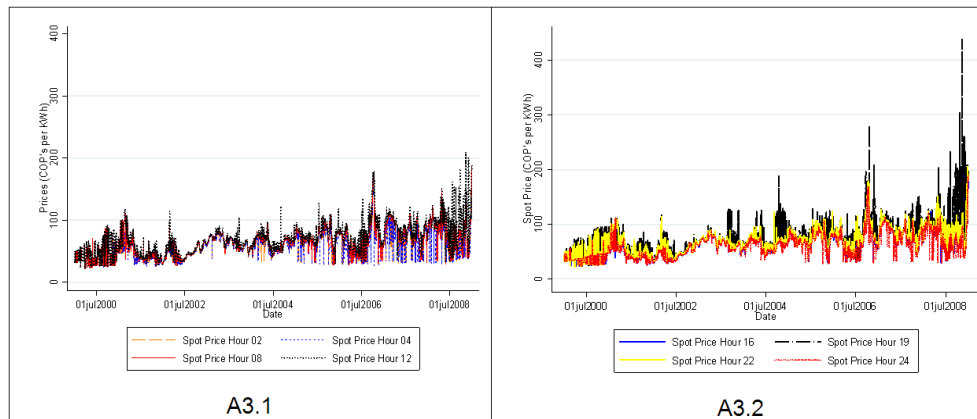 Prices (COP's per KWh)
400
300
200
100
0
01jul2000 01jul2002 01jul2004 01jul2006 01jul2008
Date
Spot Price Hour 02 Spot Price Hour 04
Spot Price Hour 08 Spot Price Hour 12
A3.1
Spot Price (COP's per KWh)
400
300
200
100
0
01jul2000 01jul2002 01jul2004 01jul2006 01jul2008
Date
Spot Price Hour 16 Spot Price Hour 19
Spot Price Hour 22 Spot Price Hour 24
A3.2